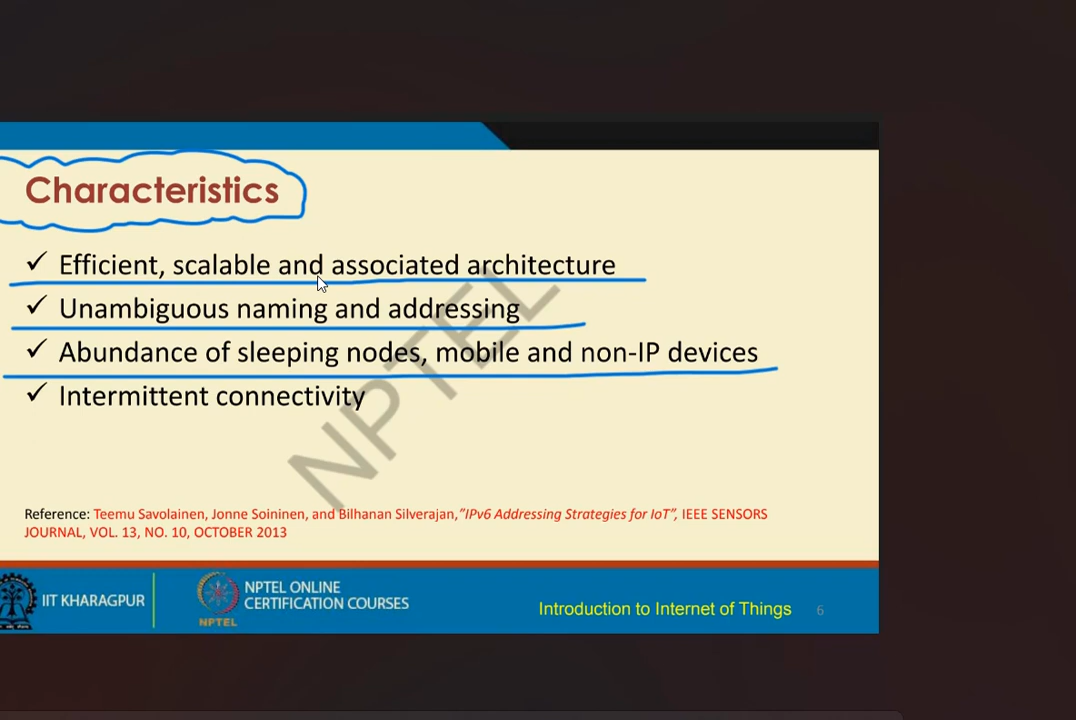 Characteristics
✓ Efficient, scalable and associated architecture
✓ Unambiguous naming and addressing
✓ Abundance of sleeping nodes, mobile and non-IP devices
✓ Intermittent connectivity
NPTEL
Reference: Teemu Savolainen, Jonne Soininen, and Bilhanan Silverajan,"IPv6 Addressing Strategies for IoT", IEEE SENSORS
JOURNAL, VOL. 13, NO. 10, OCTOBER 2013
IIT KHARAGPUR
NPTEL
NPTEL ONLINE
CERTIFICATION COURSES
Introduction to Internet of Things
6